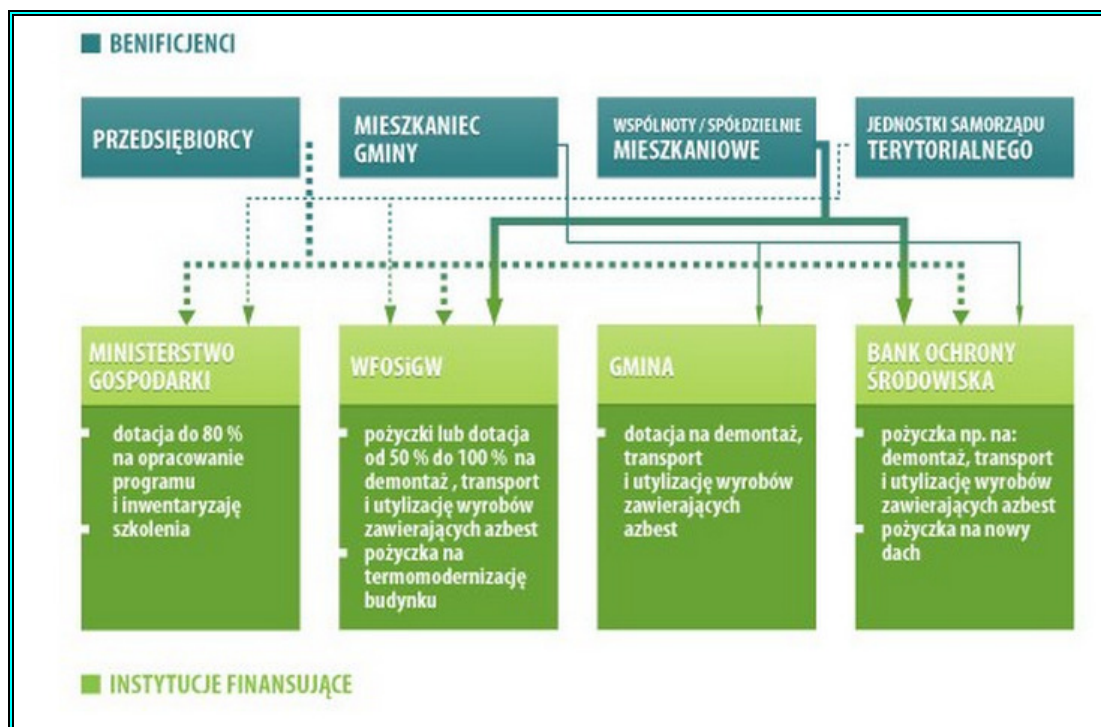 BENIFICJENCI
PRZEDSIĘBIORCY
MIESZKANIEC
GMINY
WSPÓLNOTY / SPÓŁDZIELNIE
MIESZKANIOWE
JEDNOSTKI SAMORZĄDU
TERYTORIALNEGO
MINISTERSTWO
GOSPODARKI
dotacja do 80 %
na opracowanie
programu
i inwentaryzaję
szkolenia
WFOSiGW
pożyczki lub dotacja
od 50 % do 100 % na
demontaż , transport
i utylizację wyrobów
zawierających azbest
pożyczka na
termomodernizację
budynku
GMINA
dotacja na demontaż,
transport
i utylizację wyrobów
zawierających
azbest
BANK OCHRONY
ŚRODOWISKA
pożyczka np. na:
demontaż, transport
i utylizację wyrobów
zawierających azbest
pożyczka na nowy
dach
INSTYTUCJE FINANSUJĄCE